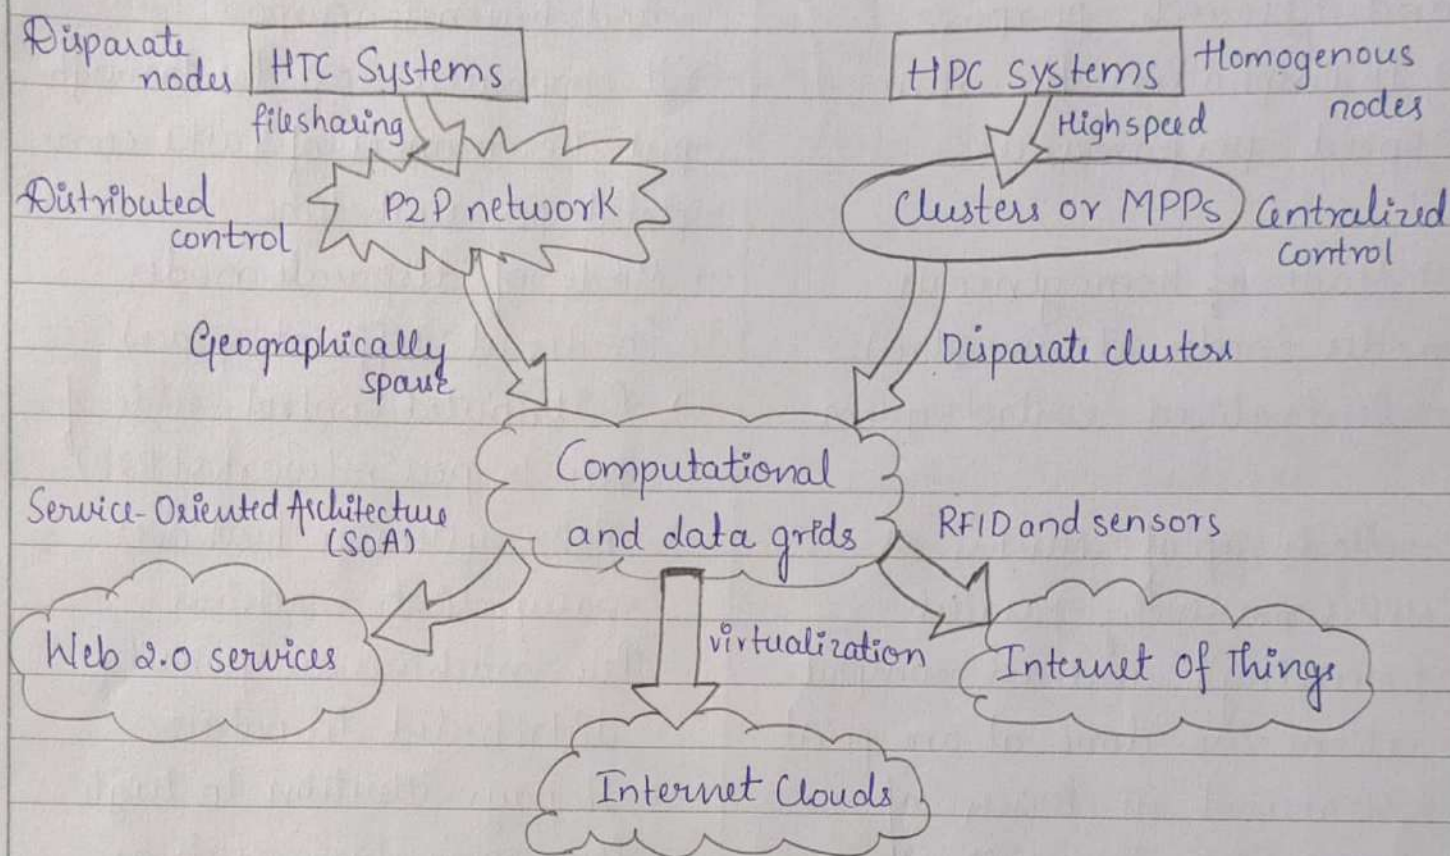 Disparate
nodes
HTC Systems
HPC Systems
Homogenous
nodes
filesharing
Highspeed
Distributed
control
P2P network
Clusters or MPPs
Centralized
control
Geographically
sparse
Disparate clusters
Computational
and data grids
Service-Oriented Architecture
(SOA)
RFID and sensors
Web 2.0 services
virtualization
Internet of Things
Internet Clouds